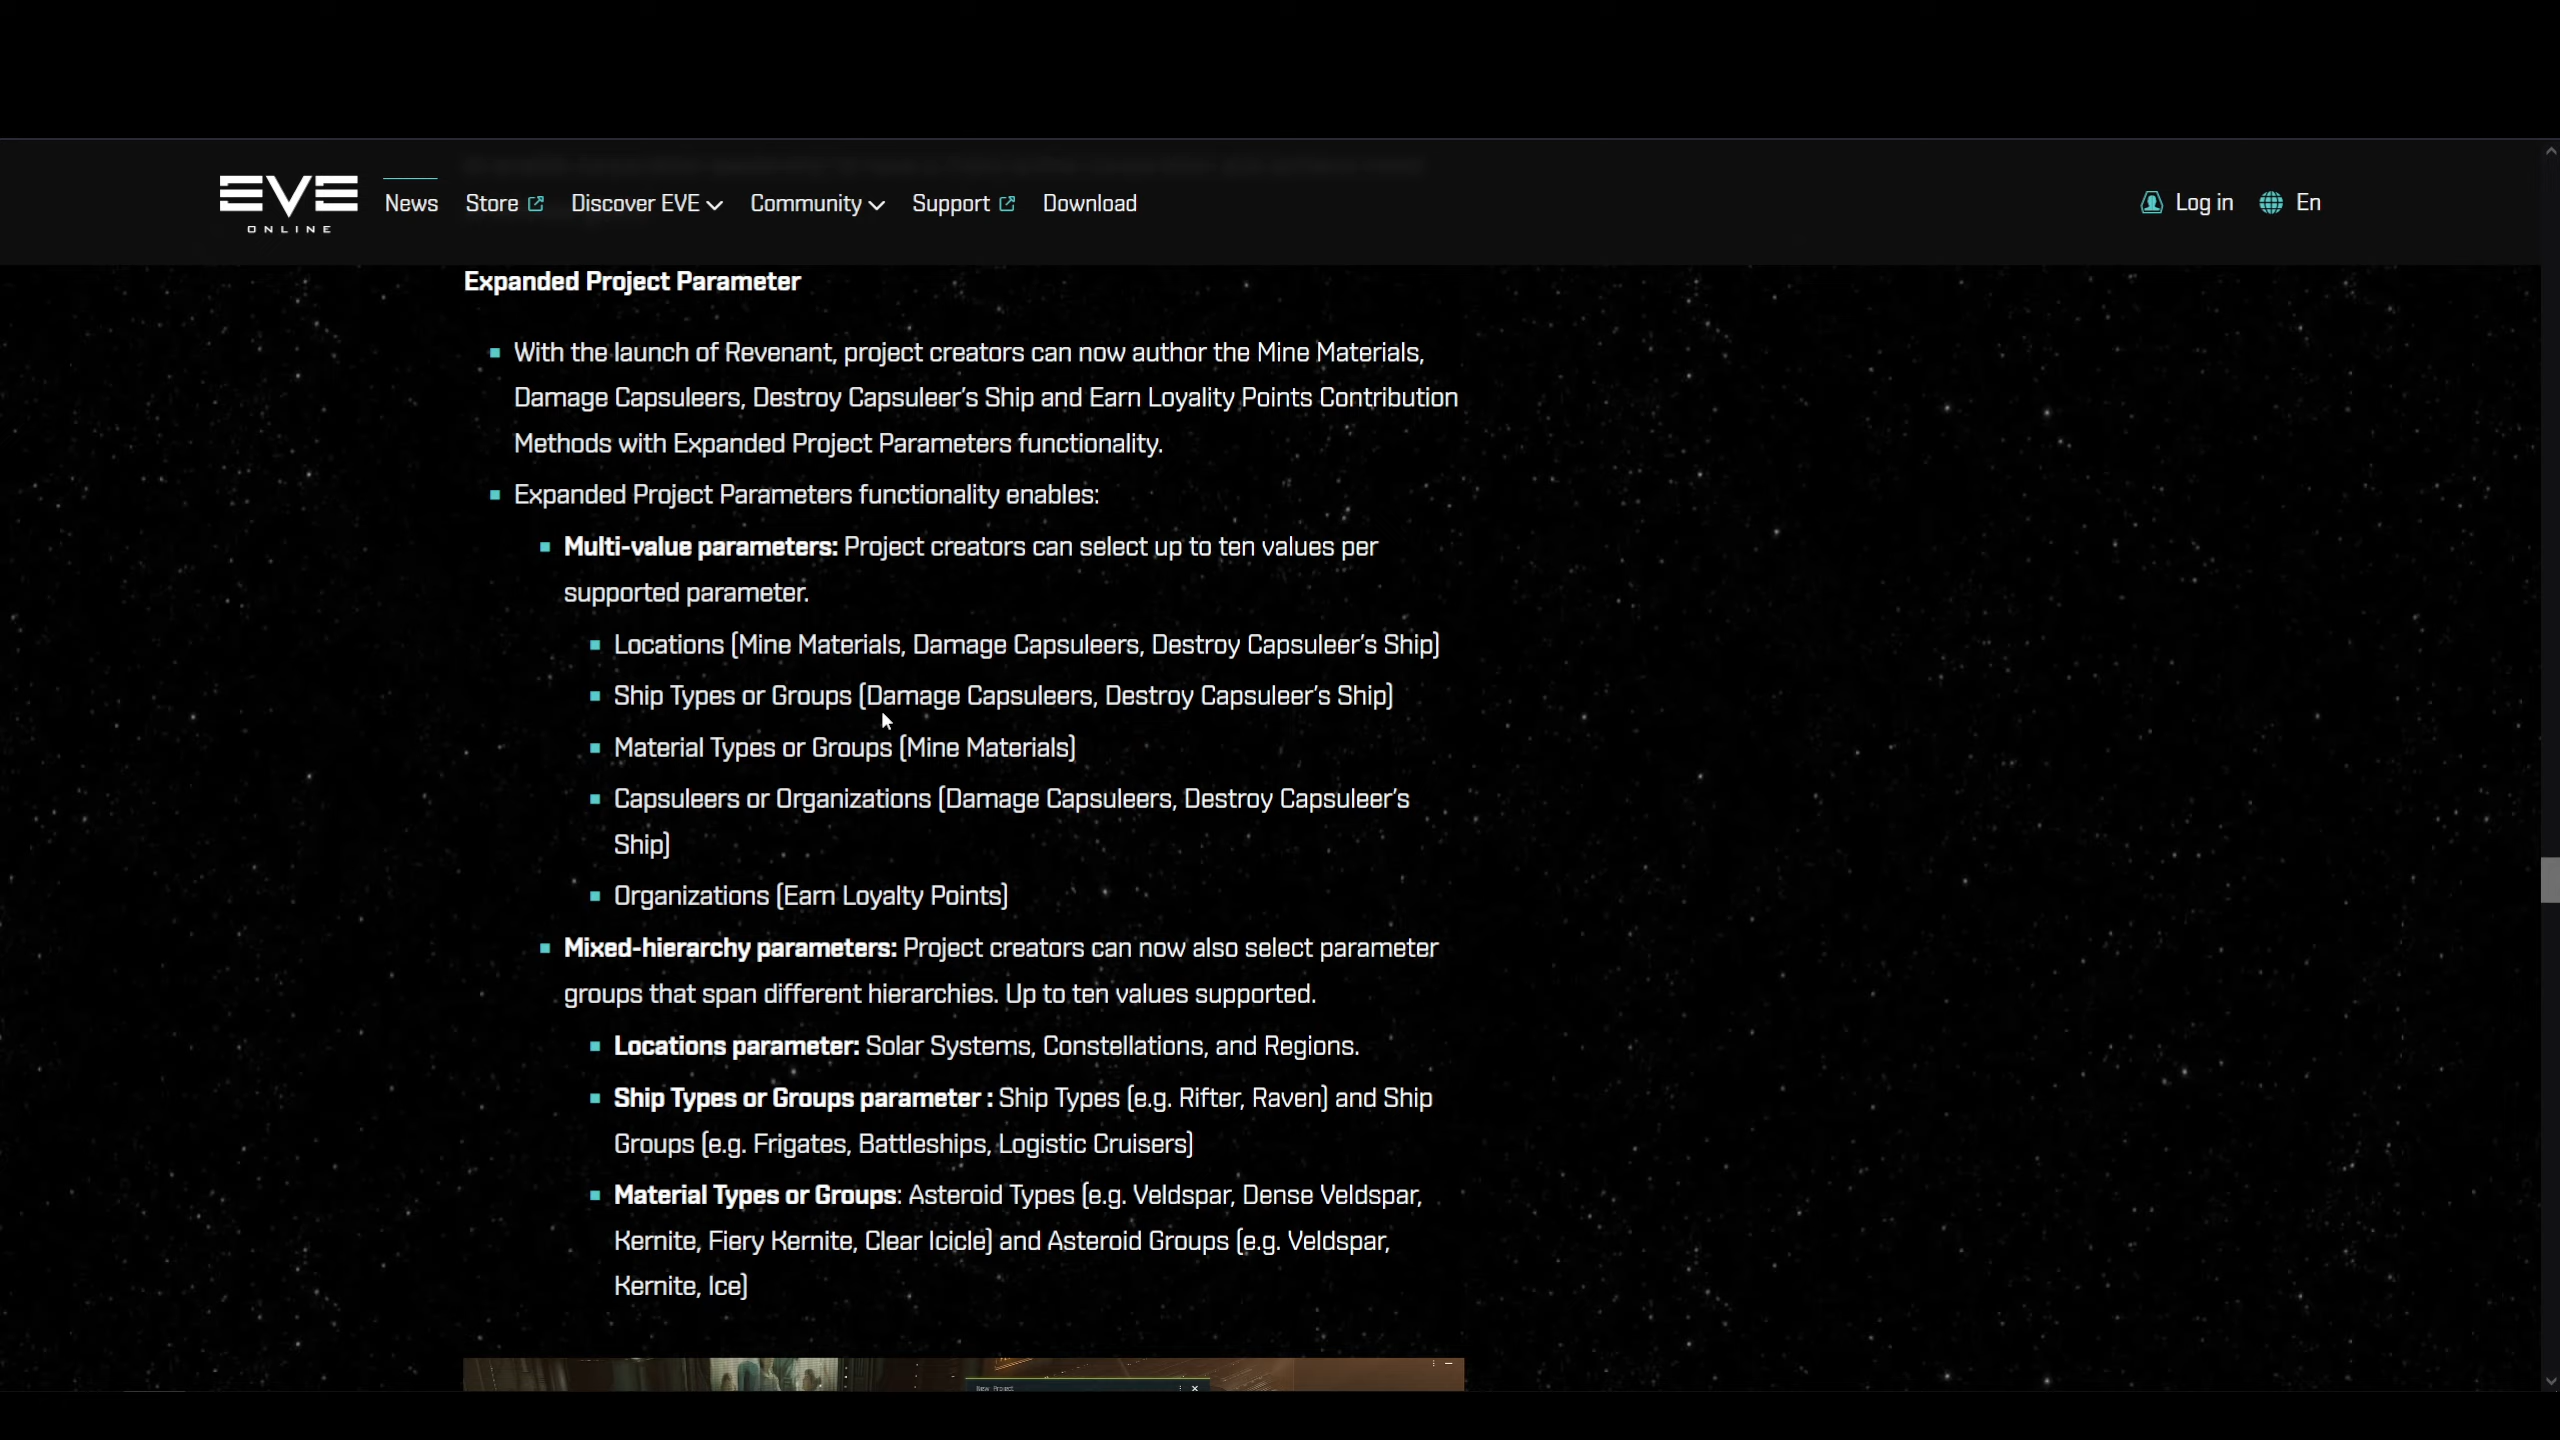 EVE
ONLINE
News
Store
Discover EVE
Community
Support
Download
Log in
En
Expanded Project Parameter
With the launch of Revenant, project creators can now author the Mine Materials,
Damage Capsuleers, Destroy Capsuleer's Ship and Earn Loyality Points Contribution
Methods with Expanded Project Parameters functionality.
Expanded Project Parameters functionality enables:
Multi-value parameters: Project creators can select up to ten values per
supported parameter.
Locations (Mine Materials, Damage Capsuleers, Destroy Capsuleer's Ship)
Ship Types or Groups (Damage Capsuleers, Destroy Capsuleer's Ship)
Material Types or Groups (Mine Materials)
Capsuleers or Organizations (Damage Capsuleers, Destroy Capsuleer's
Ship)
Organizations (Earn Loyalty Points)
Mixed-hierarchy parameters: Project creators can now also select parameter
groups that span different hierarchies. Up to ten values supported.
Locations parameter: Solar Systems, Constellations, and Regions.
Ship Types or Groups parameter : Ship Types (e.g. Rifter, Raven) and Ship
Groups (e.g. Frigates, Battleships, Logistic Cruisers)
Material Types or Groups: Asteroid Types (e.g. Veldspar, Dense Veldspar,
Kernite, Fiery Kernite, Clear Icicle) and Asteroid Groups (e.g. Veldspar,
Kernite, Ice)
New Project